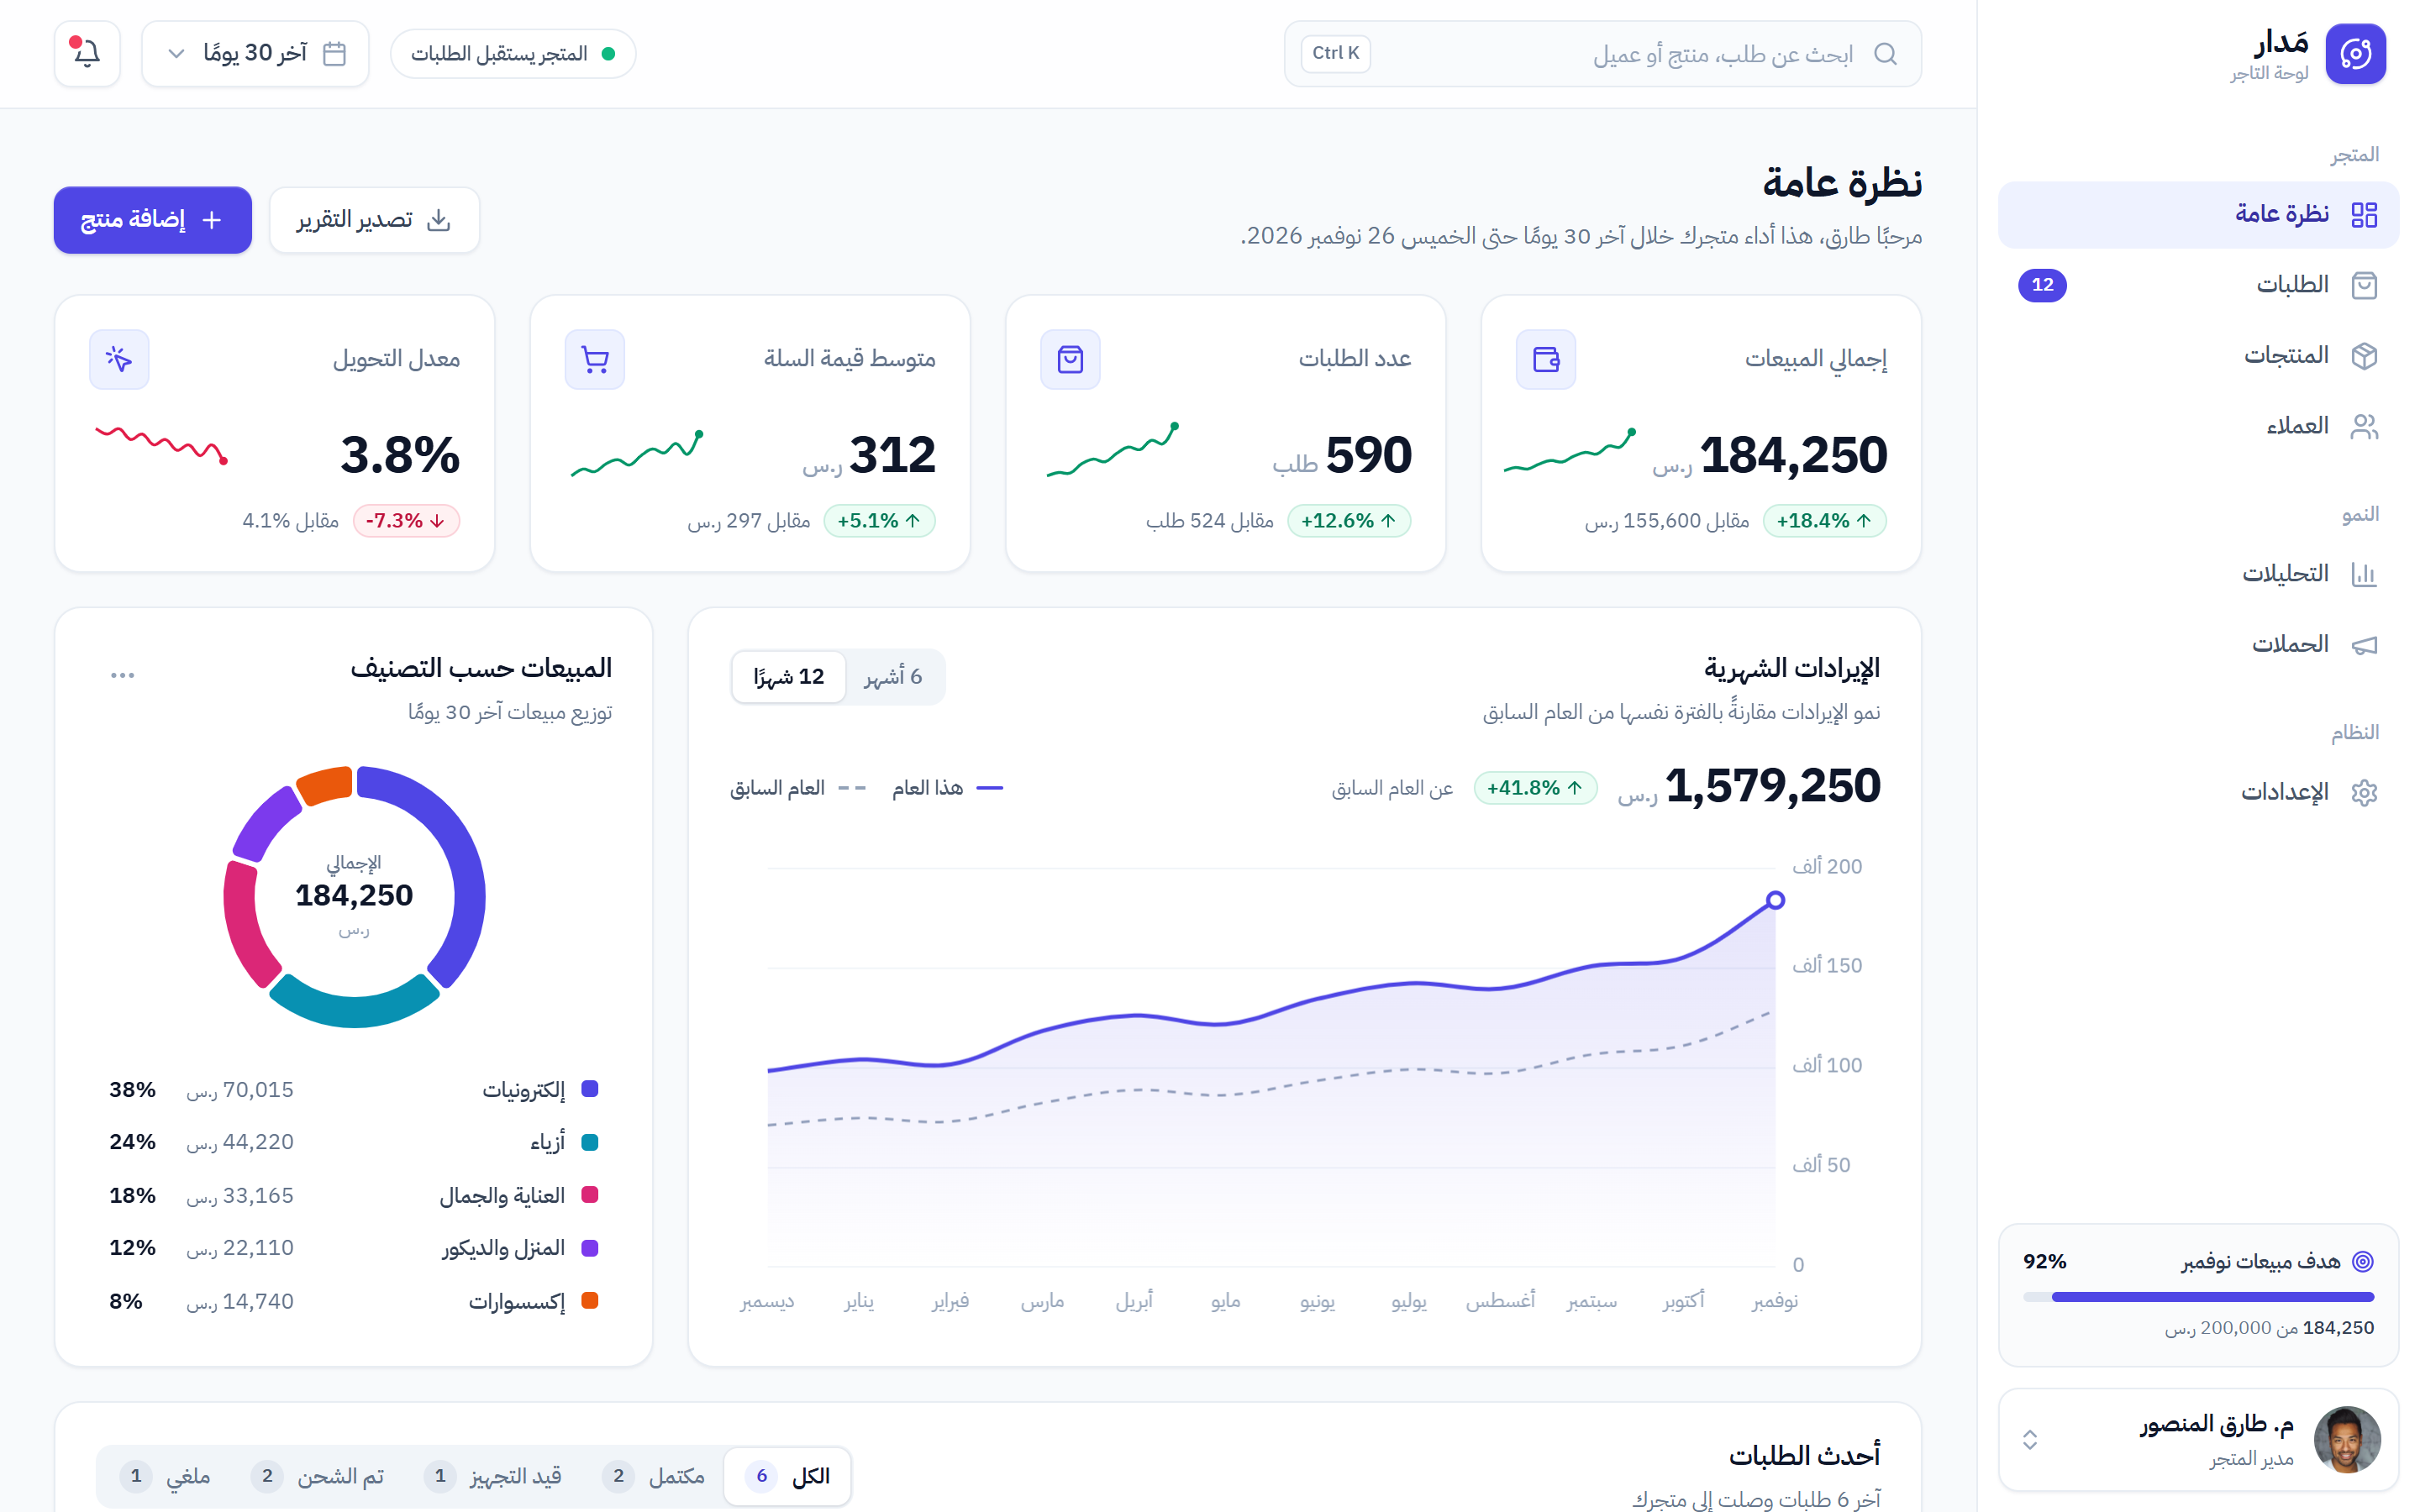 مَدار
لوحة التاجر
المتجر
نظرة عامة
الطلبات 12
المنتجات
العملاء
النمو
التحليلات
الحملات
النظام
الإعدادات
هدف مبيعات نوفمبر 92%
184,250 من 200,000 ر.س
م. طارق المنصور
مدير المتجر
ابحث عن طلب، منتج أو عميل Ctrl K
المتجر يستقبل الطلبات
آخر 30 يومًا
نظرة عامة
مرحبًا طارق، هذا أداء متجرك خلال آخر 30 يومًا حتى الخميس 26 نوفمبر 2026.
تصدير التقرير
إضافة منتج
إجمالي المبيعات
184,250 ر.س
+18.4% مقابل 155,600 ر.س
عدد الطلبات
590 طلب
+12.6% مقابل 524 طلب
متوسط قيمة السلة
312 ر.س
+5.1% مقابل 297 ر.س
معدل التحويل
3.8%
-7.3% مقابل 4.1%
الإيرادات الشهرية
نمو الإيرادات مقارنةً بالفترة نفسها من العام السابق
6 أشهر
12 شهرًا
1,579,250 ر.س
+41.8% عن العام السابق
هذا العام
العام السابق
200 ألف
150 ألف
100 ألف
50 ألف
0
نوفمبر أكتوبر سبتمبر أغسطس يوليو يونيو مايو أبريل مارس فبراير يناير ديسمبر
المبيعات حسب التصنيف
توزيع مبيعات آخر 30 يومًا
الإجمالي
184,250
ر.س
إلكترونيات 70,015 ر.س 38%
أزياء 44,220 ر.س 24%
العناية والجمال 33,165 ر.س 18%
المنزل والديكور 22,110 ر.س 12%
إكسسوارات 14,740 ر.س 8%
أحدث الطلبات
آخر 6 طلبات وصلت إلى متجرك
الكل 6
مكتمل 2
قيد التجهيز 1
تم الشحن 2
ملغي 1